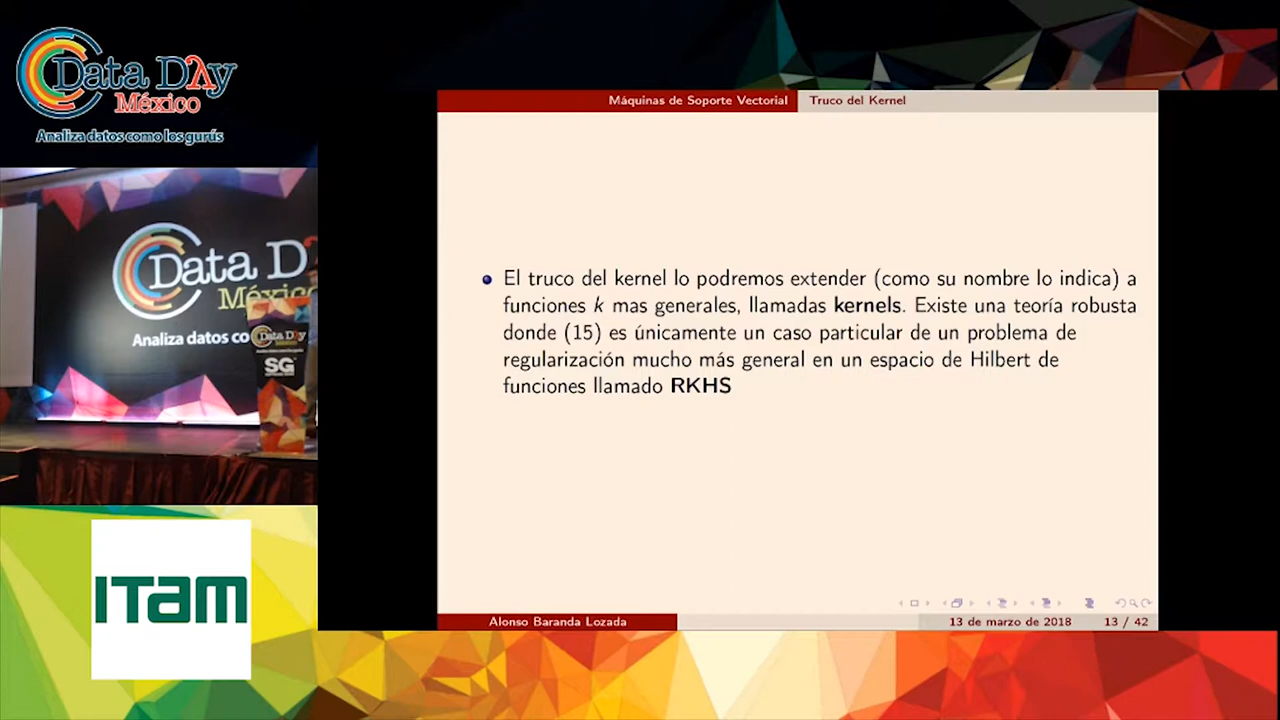 Data Day
México
Analiza datos como los gurús
Máquinas de Soporte Vectorial
Truco del Kernel
El truco del kernel lo podremos extender (como su nombre lo indica) a
funciones k mas generales, llamadas kernels. Existe una teoría robusta
donde (15) es únicamente un caso particular de un problema de
regularización mucho más general en un espacio de Hilbert de
funciones llamado RKHS
Alonso Baranda Lozada
13 de marzo de 2018
13 / 42
Data D
México
Analiza datos co
Data Day
SG
ITAM